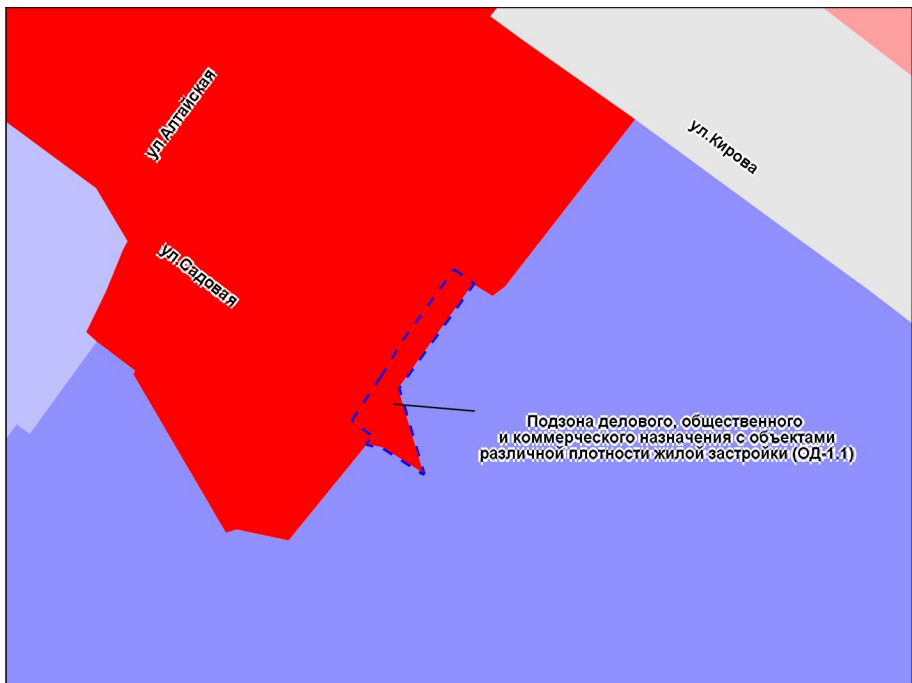 ул.Алтайская
ул.Кирова
ул.Садовая
Подзона делового, общественного
и коммерческого назначения с объектами
различной плотности жилой застройки (ОД-1.1)